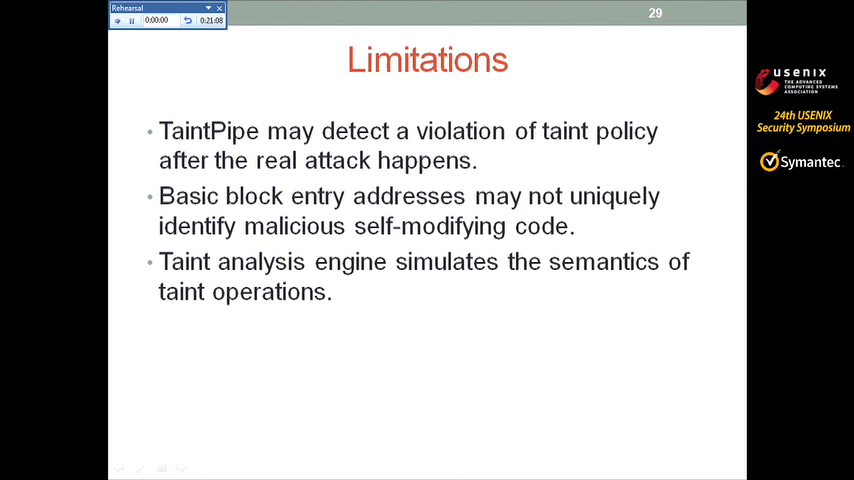 Rehearsal
0:00:00 0:21:08
29
Limitations
• TaintPipe may detect a violation of taint policy
after the real attack happens.
• Basic block entry addresses may not uniquely
identify malicious self-modifying code.
• Taint analysis engine simulates the semantics of
taint operations.
usenix
THE ADVANCED
COMPUTING SYSTEMS
ASSOCIATION
24th USENIX
Security Symposium
Symantec.